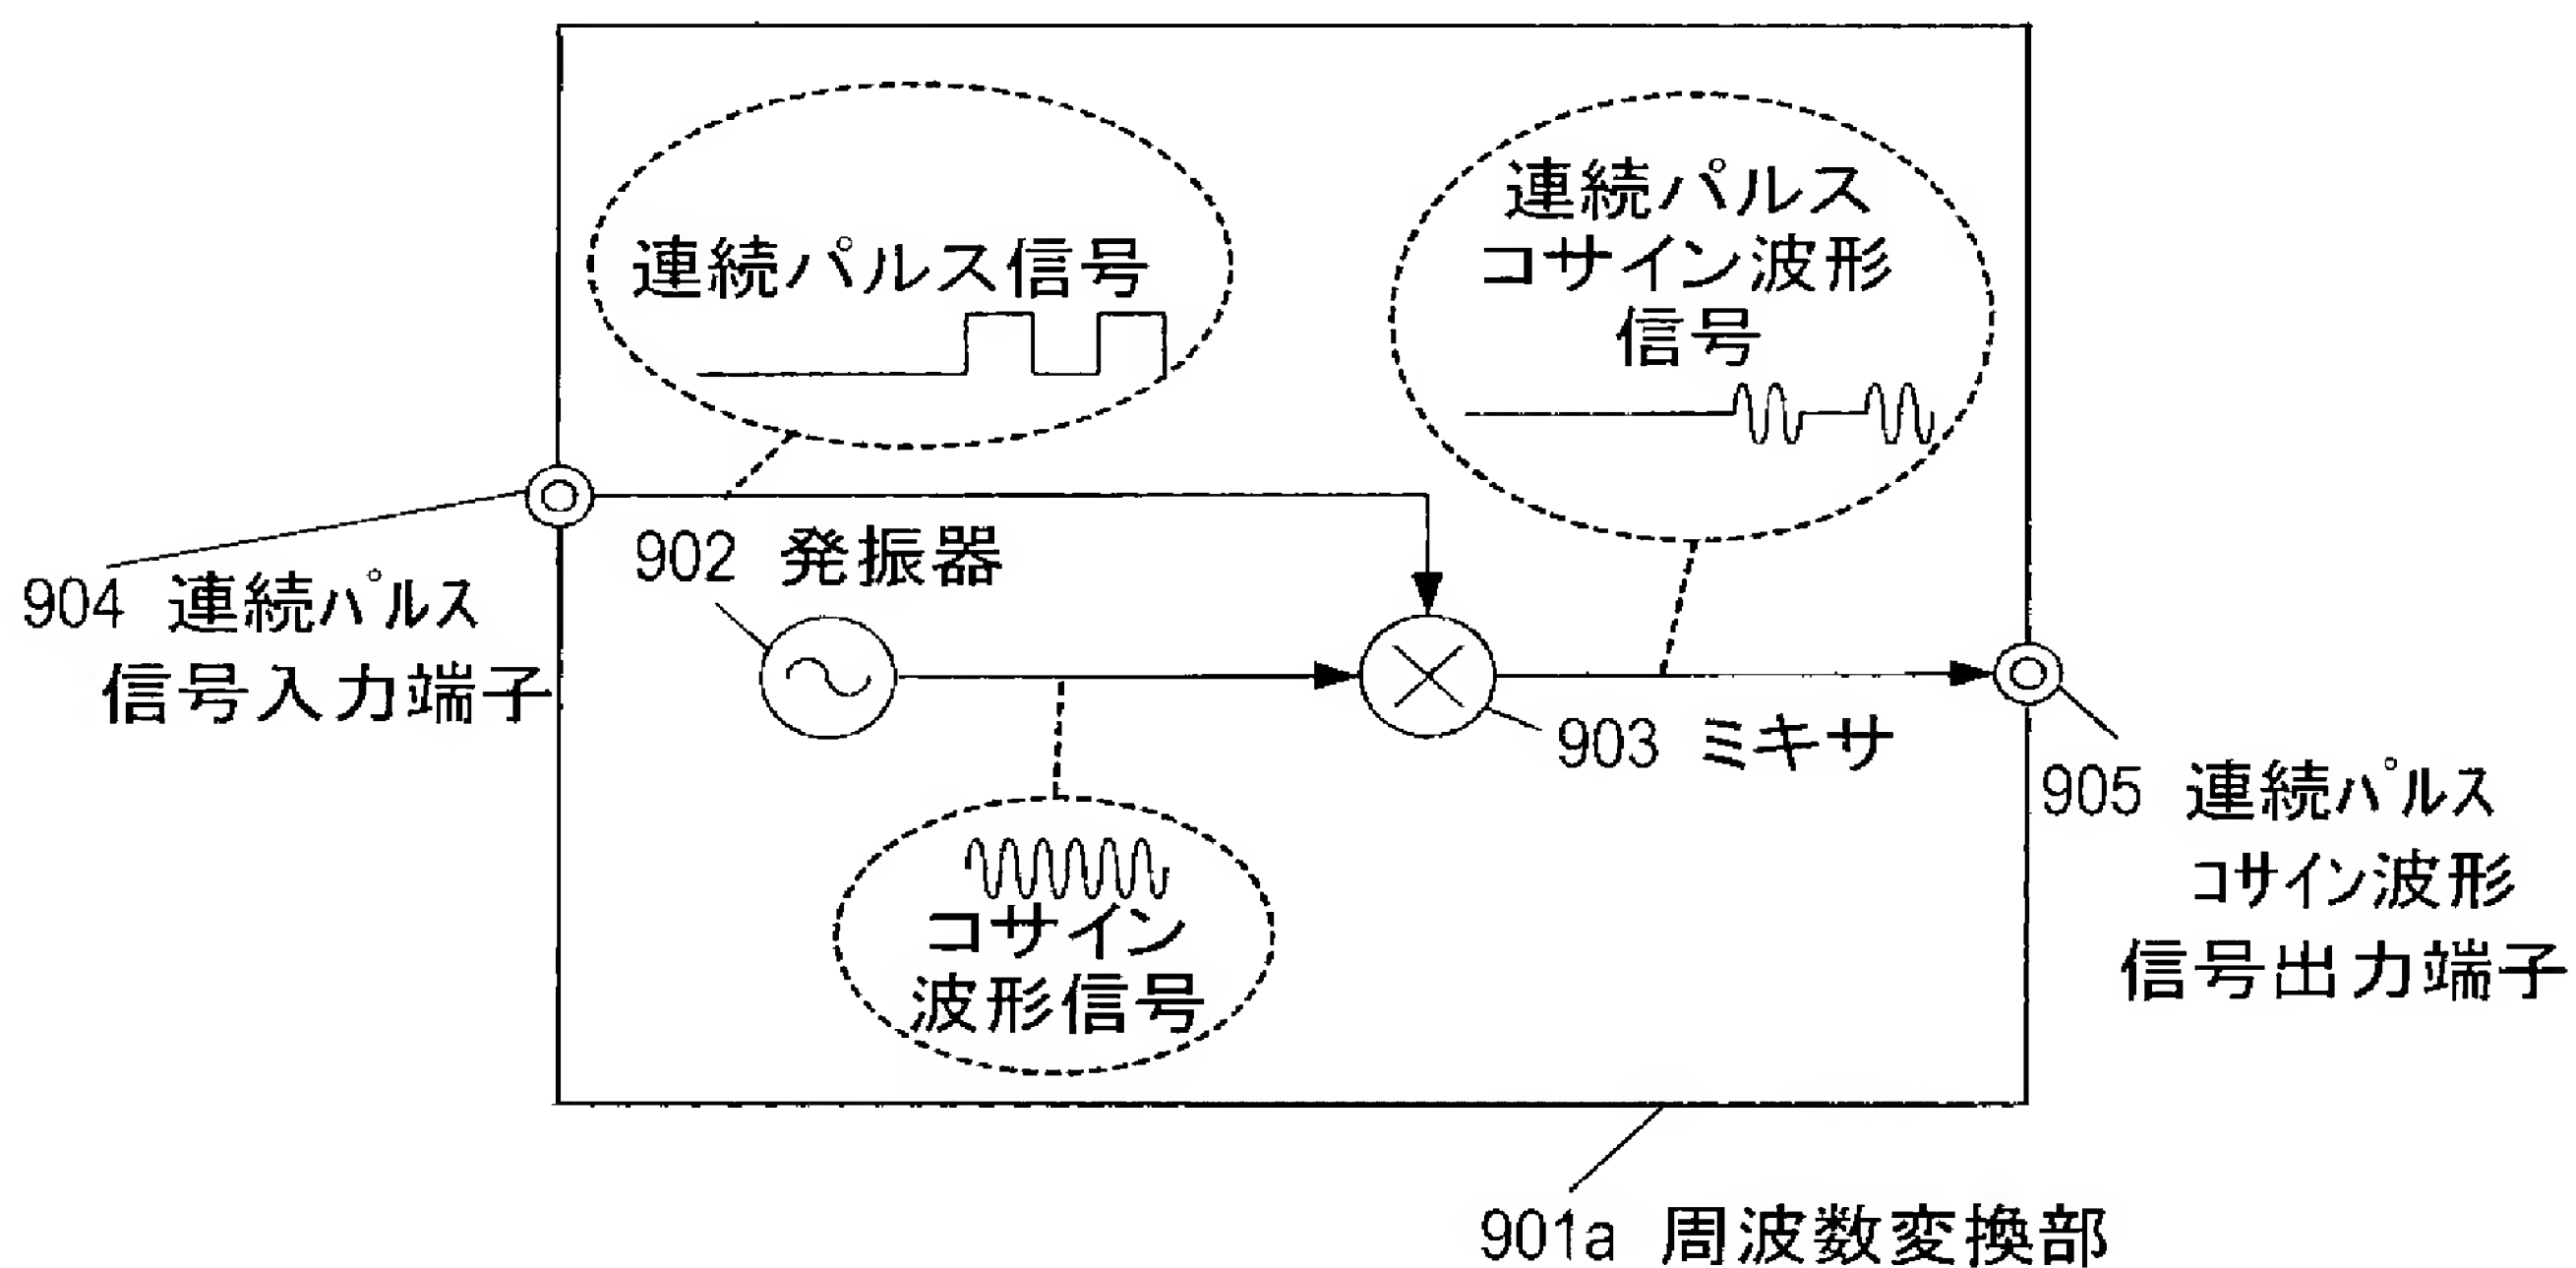 連続パルス信号
連続パルス
コサイン波形
信号
902 発振器
904 連続パルス
信号入力端子
903 ミキサ
905 連続パルス
コサイン波形
信号出力端子
コサイン
波形信号
901a 周波数変換部